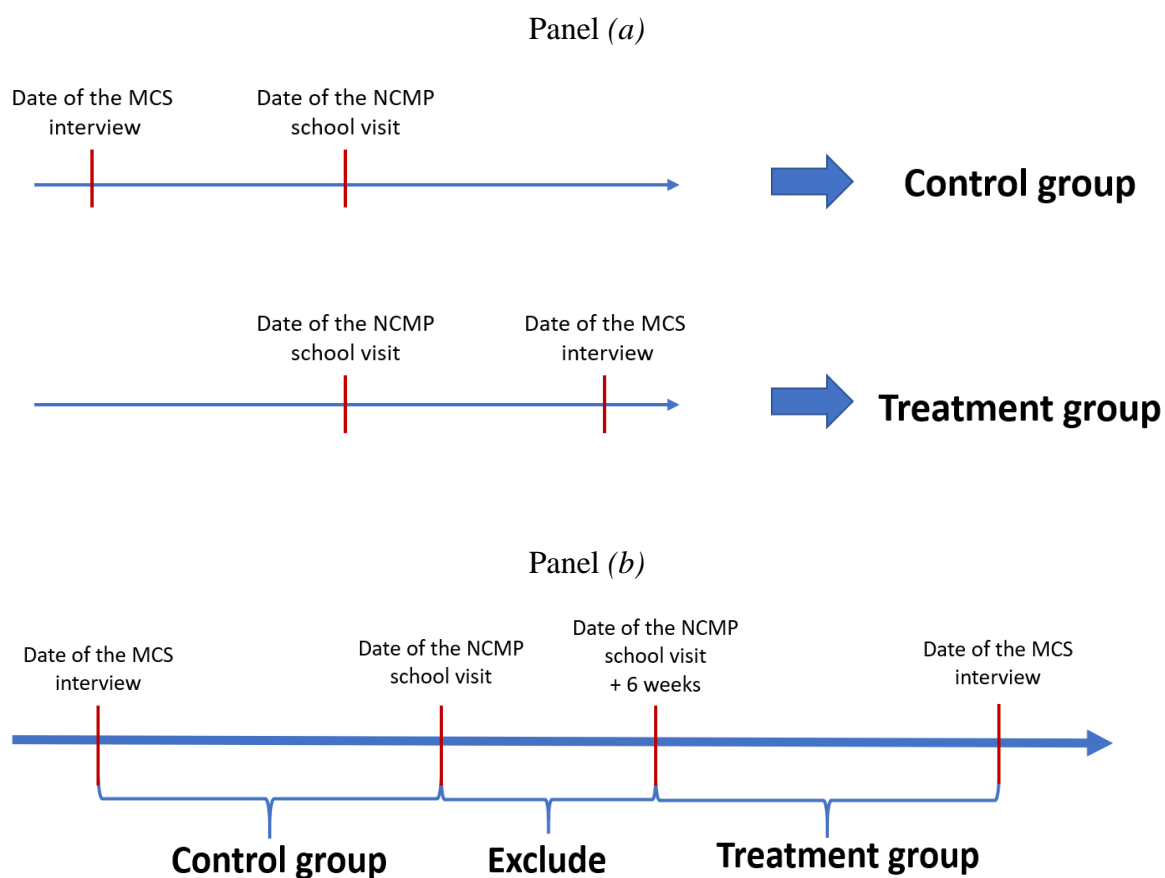 Panel (a)
Date of the MCS
interview
Date of the NCMP
school visit
Control group
Date of the NCMP
school visit
Date of the MCS
interview
Treatment group
Panel (b)
Date of the MCS
interview
Date of the NCMP
school visit
Date of the NCMP
school visit
+ 6 weeks
Date of the MCS
interview
Control group
Exclude
Treatment group